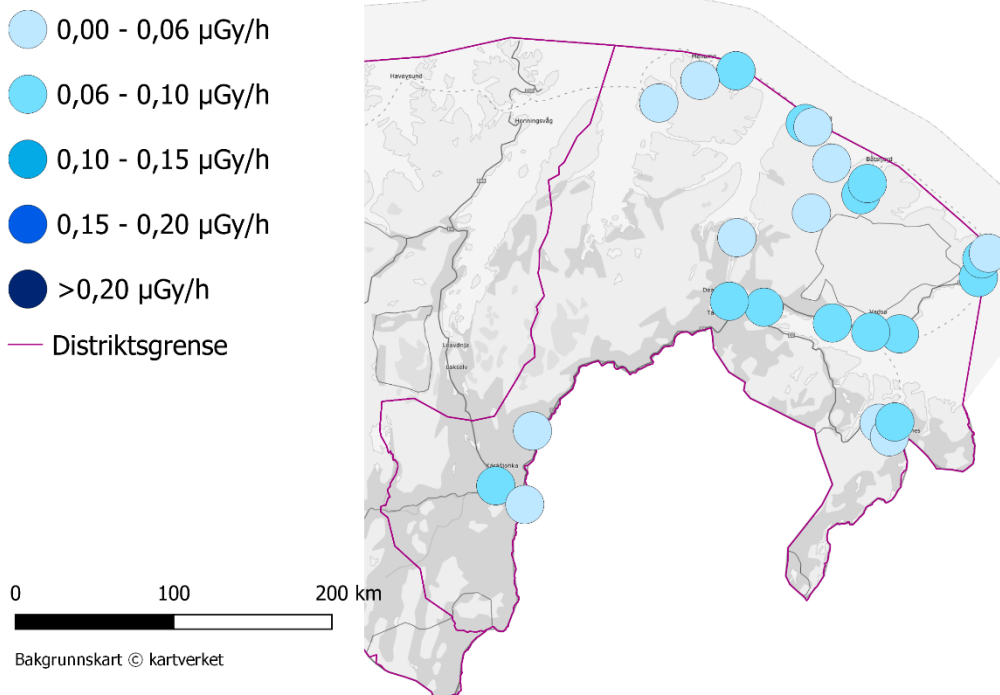 0,00 - 0,06 µGy/h
0,06 - 0,10 µGy/h
0,10 - 0,15 µGy/h
0,15 - 0,20 µGy/h
>0,20 µGy/h
Distriktsgrense
Havøysund
Honningsvåg
Båtsfjord
Vadsø
Lakselv
0 100 200 km
Bakgrunnskart © kartverket